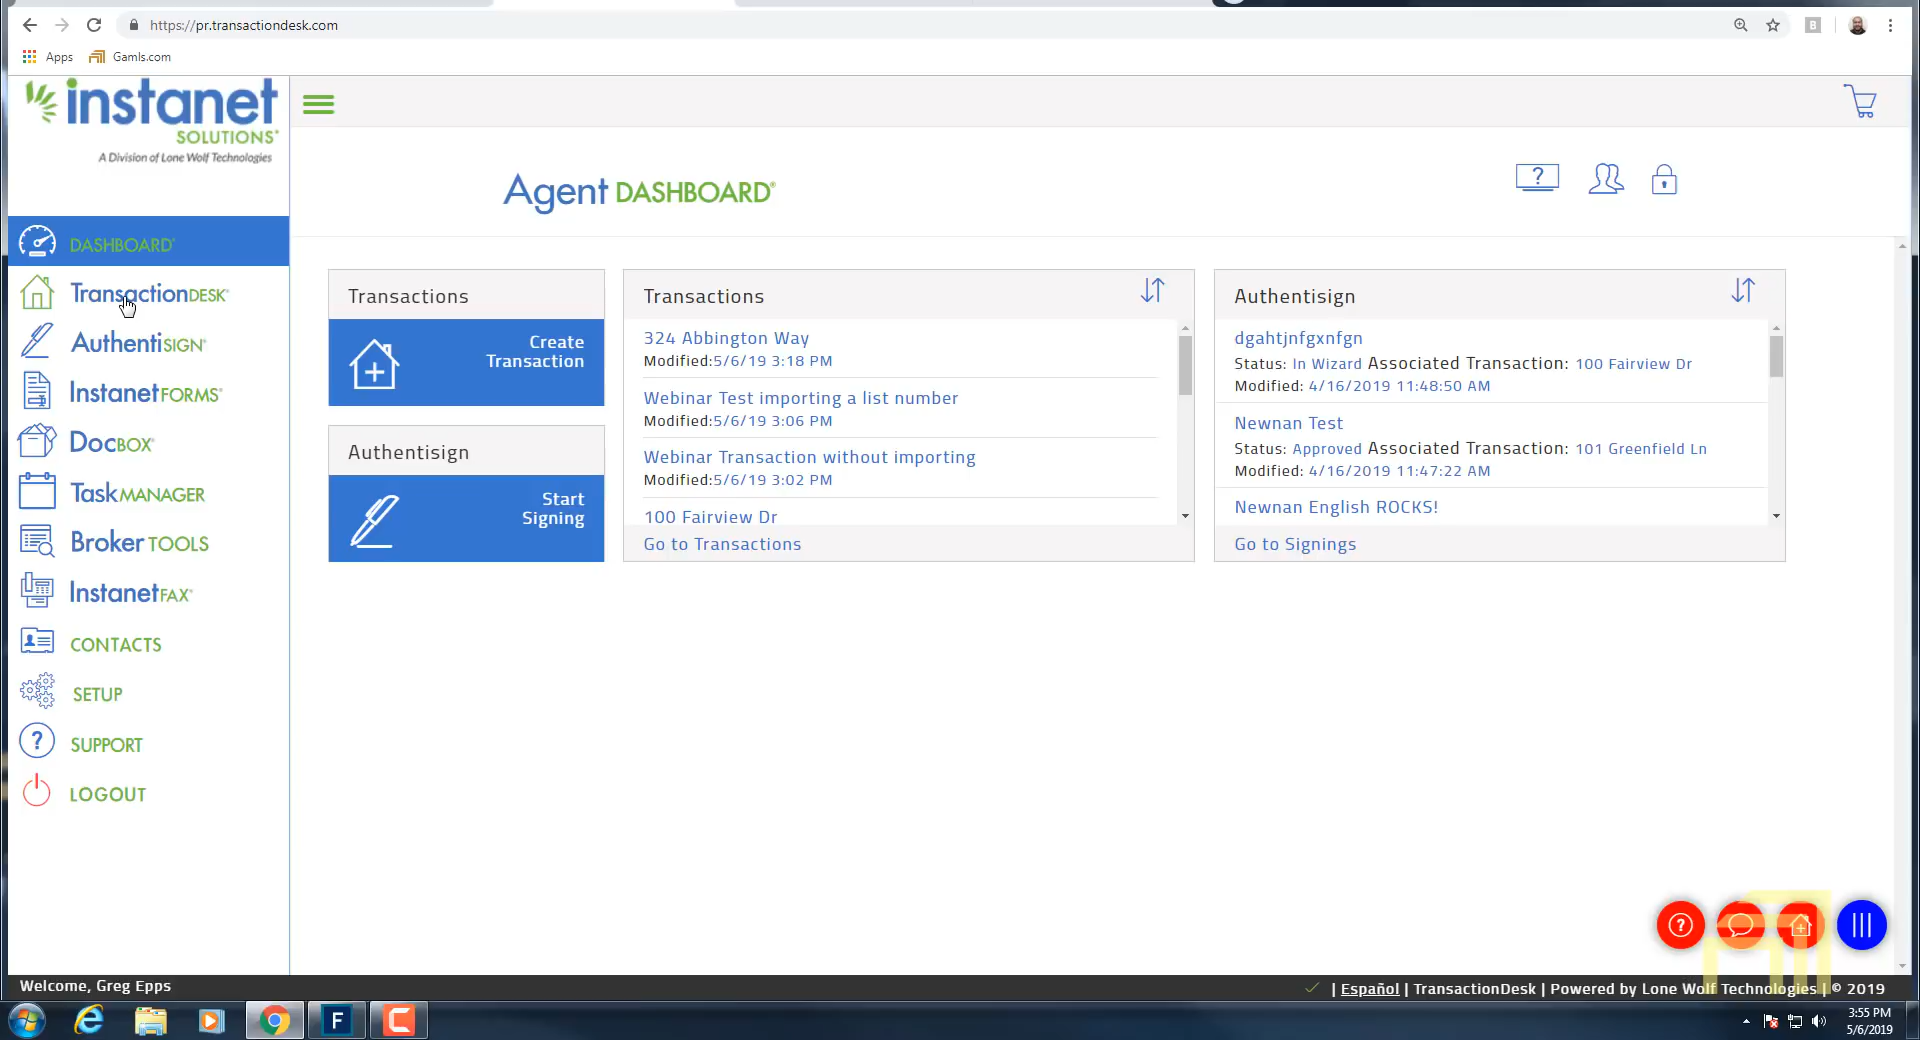 https://pr.transactiondesk.com
B
Apps
Gamls.com
instanet
SOLUTIONS®
A Division of Lone Wolf Technologies
DASHBOARD®
TransactionDESK®
AuthentiSIGN®
InstanetFORMS®
DocBOX®
TaskMANAGER
Broker TOOLS
InstanetFAX®
CONTACTS
SETUP
? SUPPORT
LOGOUT
Agent DASHBOARD®
?
Transactions
Create
Transaction
Authentisign
Start
Signing
Transactions
324 Abbington Way
Modified:5/6/19 3:18 PM
Webinar Test importing a list number
Modified:5/6/19 3:06 PM
Webinar Transaction without importing
Modified:5/6/19 3:02 PM
100 Fairview Dr
Go to Transactions
Authentisign
dgahtjnfgxnfgn
Status: In Wizard Associated Transaction: 100 Fairview Dr
Modified: 4/16/2019 11:48:50 AM
Newnan Test
Status: Approved Associated Transaction: 101 Greenfield Ln
Modified: 4/16/2019 11:47:22 AM
Newnan English ROCKS!
Go to Signings
?
Welcome, Greg Epps
| Español | TransactionDesk | Powered by Lone Wolf Technologies | © 2019
F
C
3:55 PM
5/6/2019